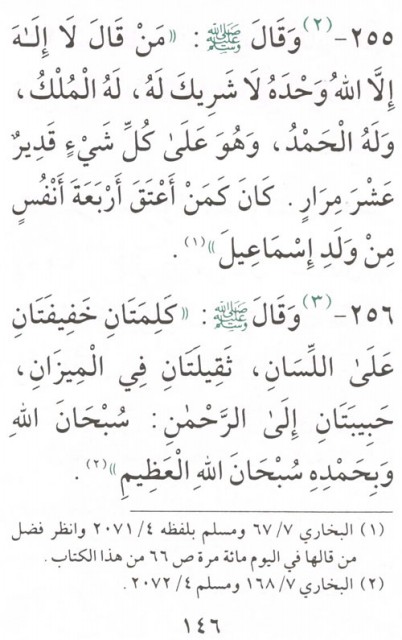 ٢٥٥-(٢) وَقَالَ ﷺ : «مَنْ قَالَ لَا إِلَـٰهَ
إِلَّا اللهُ وَحْدَهُ لَا شَرِيكَ لَهُ، لَهُ الْمُلْكُ،
وَلَهُ الْحَمْدُ، وَهُوَ عَلَىٰ كُلِّ شَيْءٍ قَدِيرٌ
عَشْرَ مِرَارٍ . كَانَ كَمَنْ أَعْتَقَ أَرْبَعَةَ أَنْفُسٍ
مِنْ وَلَدِ إِسْمَاعِيلَ»(١) .
٢٥٦-(٣) وَقَالَ ﷺ : «كَلِمَتَانِ خَفِيفَتَانِ
عَلَىٰ اللِّسَانِ، ثَقِيلَتَانِ فِي الْمِيزَانِ،
حَبِيبَتَانِ إِلَىٰ الرَّحْمٰنِ: سُبْحَانَ اللهِ
وَبِحَمْدِهِ سُبْحَانَ اللهِ الْعَظِيمِ»(٢) .
(١) البخاري ٧/ ٦٧ ومسلم بلفظه ٤/ ٢٠٧١ وانظر فضل
من قالها في اليوم مائة مرة ص ٦٦ من هذا الكتاب .
(٢) البخاري ٧/ ١٦٨ ومسلم ٤/ ٢٠٧٢ .
١٤٦